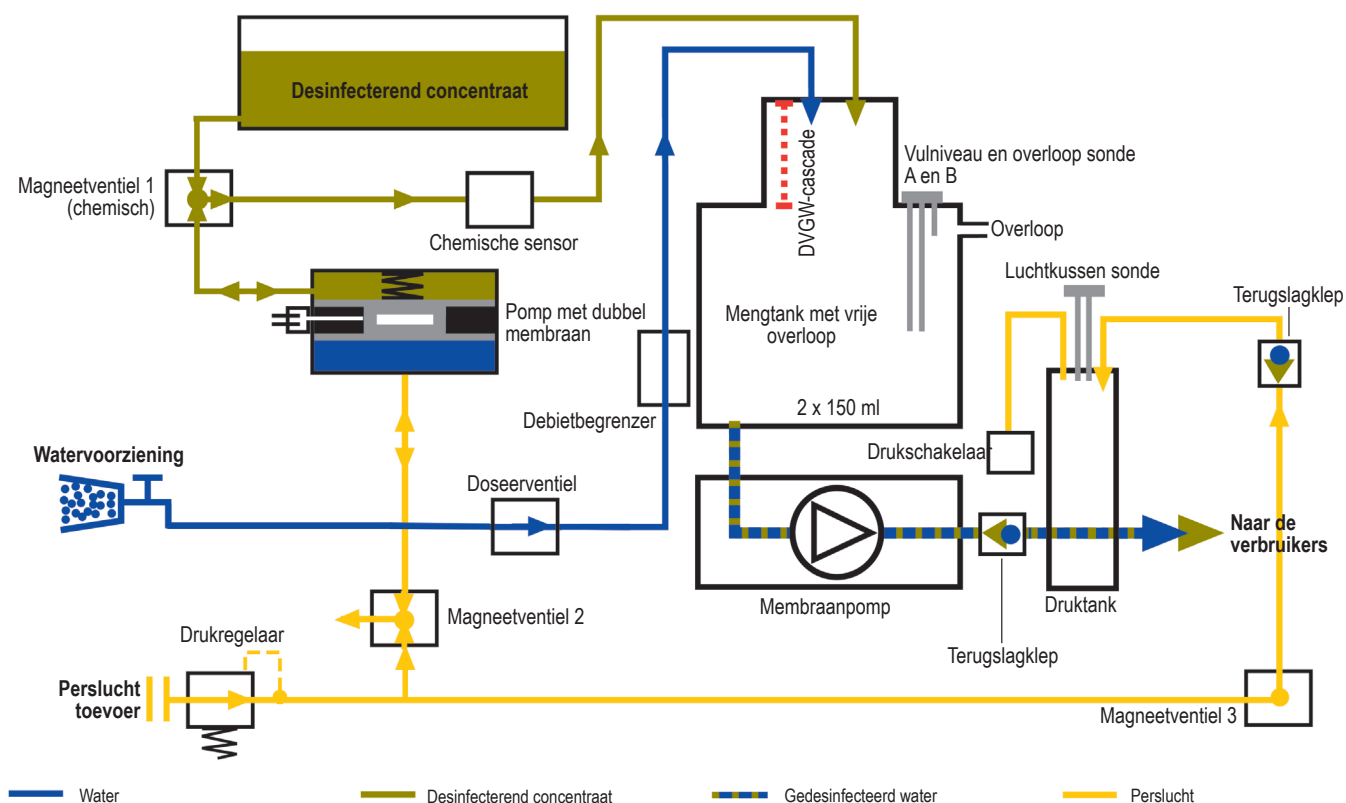 Desinfecterend concentraat
Magneetventiel 1
(chemisch)
Chemische sensor
DVGW-cascade
Vulniveau en overloop sonde
A en B
Overloop
Luchtkussen sonde
Terugslagklep
Pomp met dubbel
membraan
Mengtank met vrije
overloop
2 x 150 ml
Debietbegrenzer
Drukschakelaar
Watervoorziening
Doseerventiel
Naar de
verbruikers
Membraanpomp
Druktank
Magneetventiel 2
Terugslagklep
Drukregelaar
Perslucht
toevoer
Magneetventiel 3
Water
Desinfecterend concentraat
Gedesinfecteerd water
Perslucht